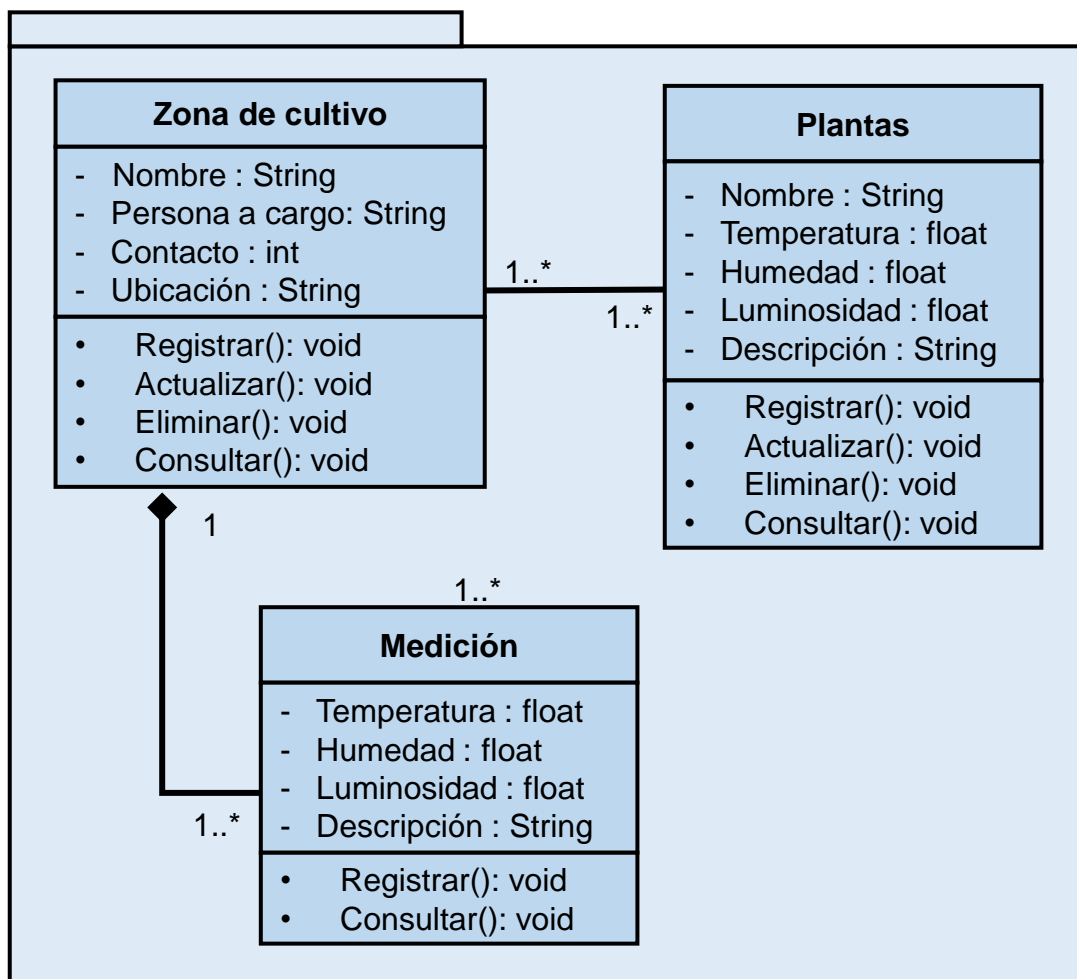 Zona de cultivo
- Nombre : String
- Persona a cargo: String
- Contacto : int
- Ubicación : String
• Registrar(): void
• Actualizar(): void
• Eliminar(): void
• Consultar(): void
1..*
1..*
Plantas
- Nombre : String
- Temperatura : float
- Humedad : float
- Luminosidad : float
- Descripción : String
• Registrar(): void
• Actualizar(): void
• Eliminar(): void
• Consultar(): void
1
1..*
1..*
Medición
- Temperatura : float
- Humedad : float
- Luminosidad : float
- Descripción : String
• Registrar(): void
• Consultar(): void